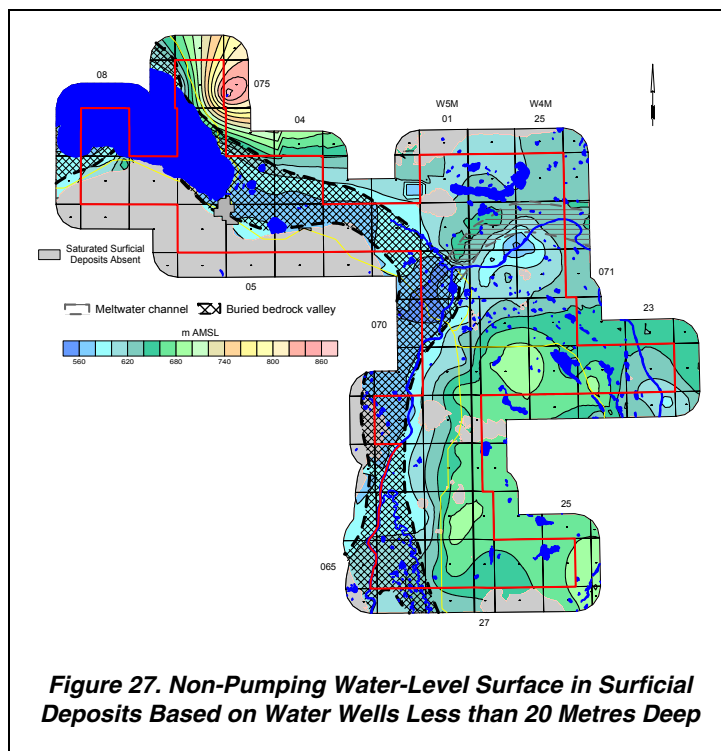 08
075
04
W5M
W4M
01
25
Saturated Surficial
Deposits Absent
05
071
Meltwater channel
Buried bedrock valley
23
070
m AMSL
560
620
680
740
800
860
25
065
27
Figure 27. Non-Pumping Water-Level Surface in Surficial
Deposits Based on Water Wells Less than 20 Metres Deep